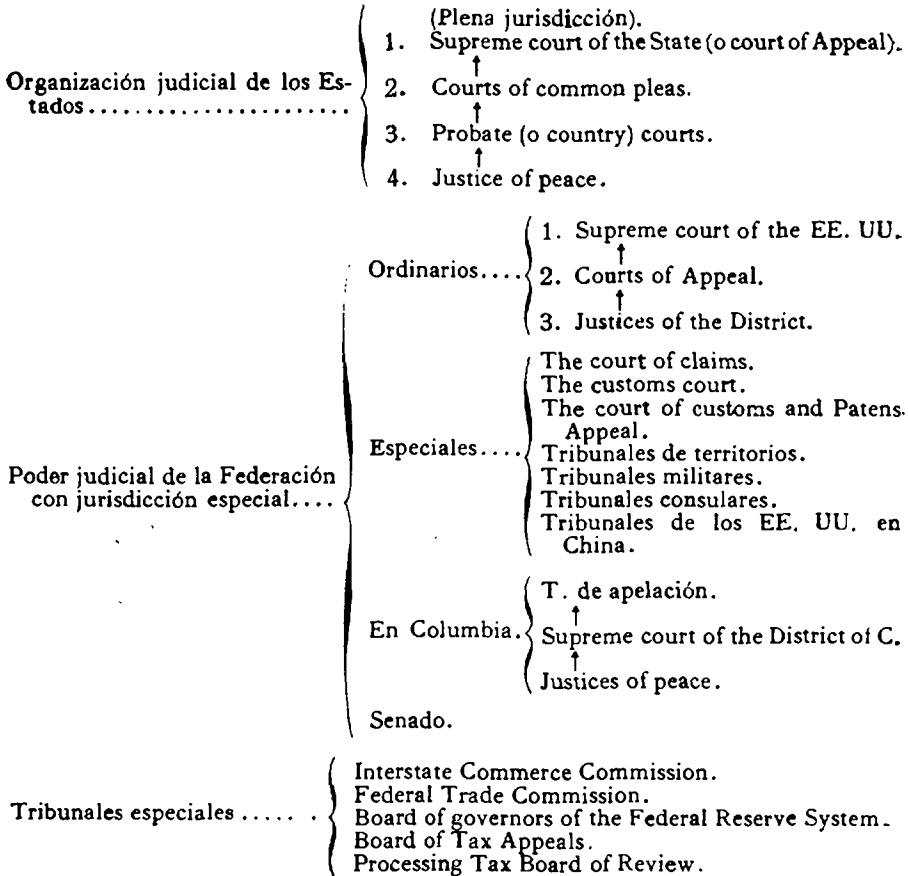 (Plena jurisdicción).
1. Supreme court of the State (o court of Appeal).
Organización judicial de los Es-
tados.......................
2. Courts of common pleas.
3. Probate (o country) courts.
4. Justice of peace.
Poder judicial de la Federación
con jurisdicción especial....
Ordinarios....
1. Supreme court of the EE. UU.
2. Courts of Appeal.
3. Justices of the District.
Especiales....
The court of claims.
The customs court.
The court of customs and Patens
Appeal.
Tribunales de territorios.
Tribunales militares.
Tribunales consulares.
Tribunales de los EE. UU. en
China.
En Columbia.
T. de apelación.
Supreme court of the District of C.
Justices of peace.
Senado.
Tribunales especiales ..... .
Interstate Commerce Commission.
Federal Trade Commission.
Board of governors of the Federal Reserve System.
Board of Tax Appeals.
Processing Tax Board of Review.